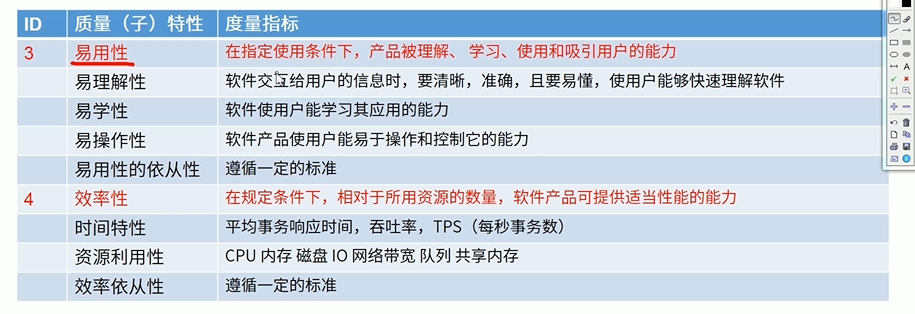 ID 质量（子）特性 度量指标
3 易用性 在指定使用条件下，产品被理解、 学习、使用和吸引用户的能力
易理解性 软件交互给用户的信息时，要清晰，准确，且要易懂，使用户能够快速理解软件
易学性 软件使用户能学习其应用的能力
易操作性 软件产品使用户能易于操作和控制它的能力
易用性的依从性 遵循一定的标准
4 效率性 在规定条件下，相对于所用资源的数量，软件产品可提供适当性能的能力
时间特性 平均事务响应时间，吞吐率，TPS（每秒事务数）
资源利用性 CPU 内存 磁盘 IO 网络带宽 队列 共享内存
效率依从性 遵循一定的标准
A